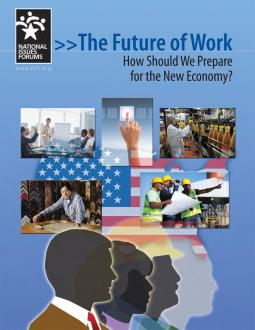 NATIONAL
ISSUES
FORUMS
www.nifi.org
>>The Future of Work
How Should We Prepare
for the New Economy?